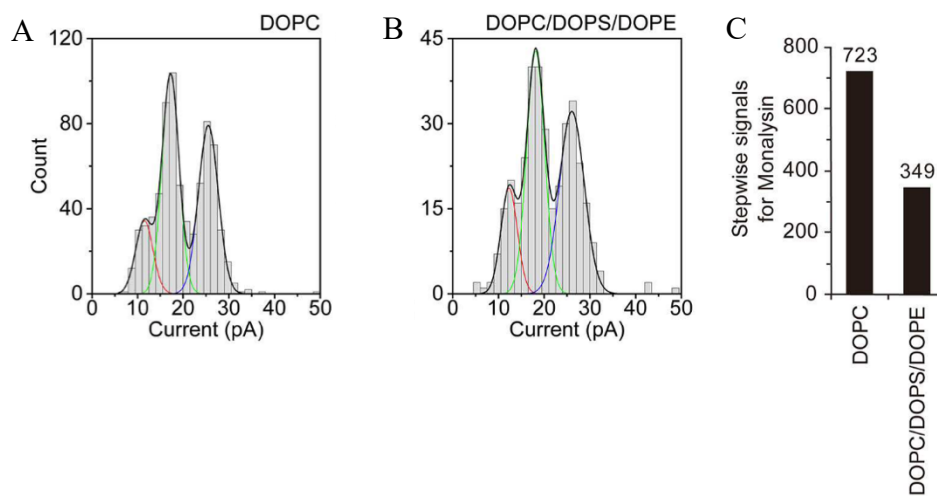 A
DOPC
120
80
40
0
Count
0
10
20
30
40
50
Current (pA)
B
DOPC/DOPS/DOPE
45
30
15
0
0
10
20
30
40
50
Current (pA)
C
800
600
400
200
0
Stepwise signals
for Monalysin
723
349
DOPC
DOPC/DOPS/DOPE